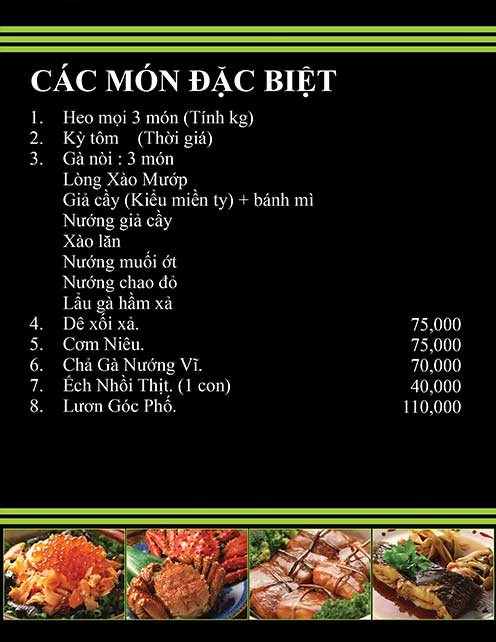 CÁC MÓN ĐẶC BIỆT
1. Heo mọi 3 món (Tính kg)
2. Kỳ tôm (Thời giá)
3. Gà nòi : 3 món
Lòng Xào Mướp
Giả cầy (Kiểu miền ty) + bánh mì
Nướng giả cầy
Xào lăn
Nướng muối ớt
Nướng chao đỏ
Lẩu gà hầm xả
4. Dê xối xả. 75,000
5. Cơm Niêu. 75,000
6. Chả Gà Nướng Vĩ. 70,000
7. Ếch Nhồi Thịt. (1 con) 40,000
8. Lươn Góc Phố. 110,000